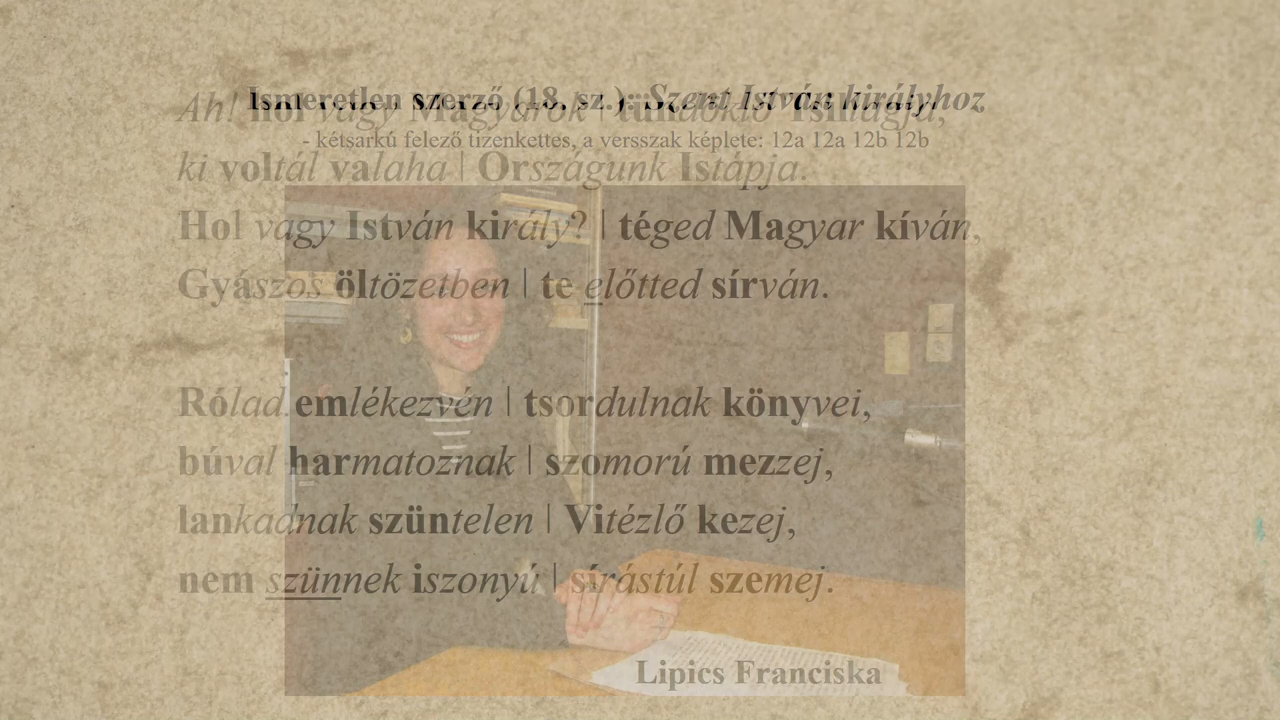 Ismeretlen szerző (18. sz.): Szent István királyhoz
Ah! hol vagy Magyarok | tündöklő Tsillagja,
- kétsarkú felező tizenkettes, a versszak képlete: 12a 12a 12b 12b
ki voltál valaha | Országunk Istápja.
Hol vagy István király? | téged Magyar kíván,
Gyászos öltözetben | te előtted sírván.
Rólad emlékezvén | tsordulnak könyvei,
búval harmatoznak | szomorú mezzej,
lankadnak szüntelen | Vitézlő kezej,
nem szünnek iszonyú | sírástúl szemej.
Lipics Franciska